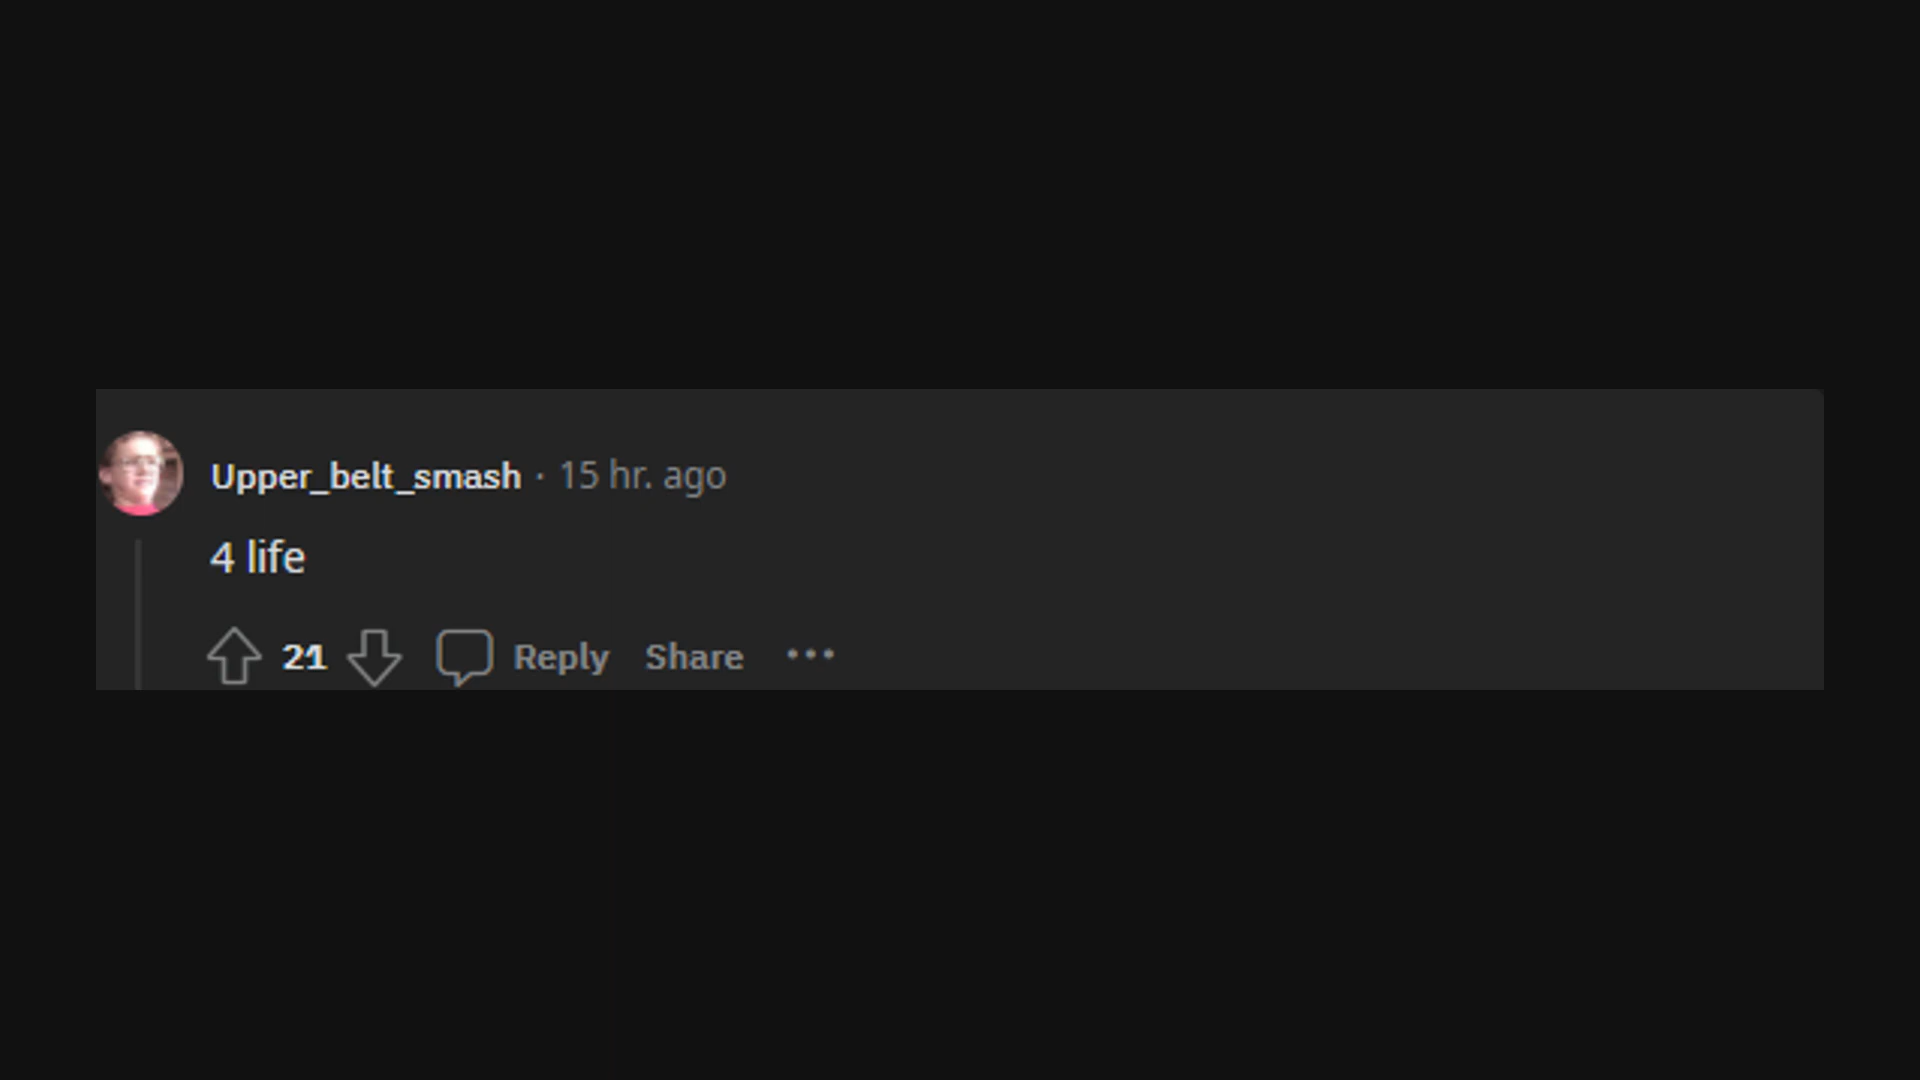 Upper_belt_smash · 15 hr. ago
4 life
21 Reply Share ···